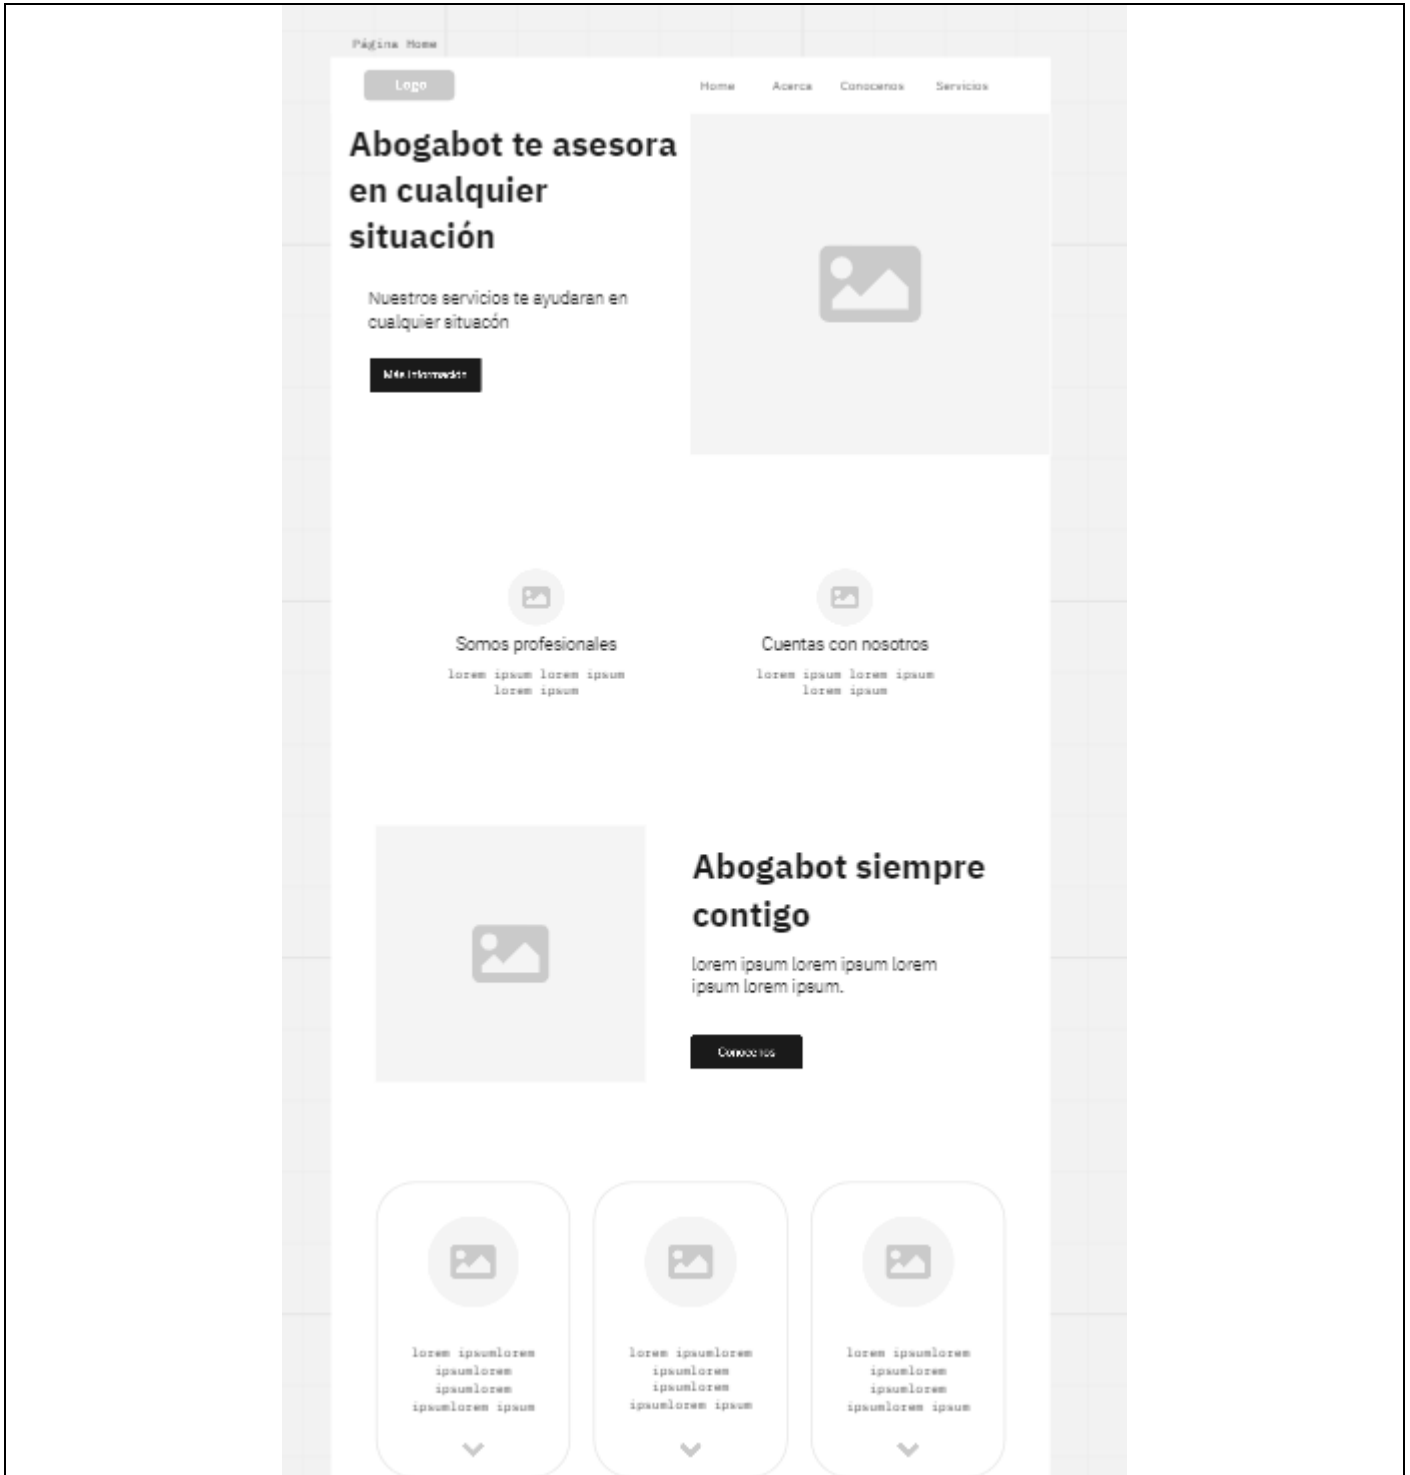 Página Home
Logo
Home Acerca Conocenos Servicios
Abogabot te asesora
en cualquier
situación
Nuestros servicios te ayudaran en
cualquier situacón
Más información
Somos profesionales
lorem ipsum lorem ipsum
lorem ipsum
Cuentas con nosotros
lorem ipsum lorem ipsum
lorem ipsum
Abogabot siempre
contigo
lorem ipsum lorem ipsum lorem
ipsum lorem ipsum.
Conocenos
lorem ipsumlorem
ipsumlorem
ipsumlorem
ipsumlorem ipsum
lorem ipsumlorem
ipsumlorem
ipsumlorem
ipsumlorem ipsum
lorem ipsumlorem
ipsumlorem
ipsumlorem
ipsumlorem ipsum